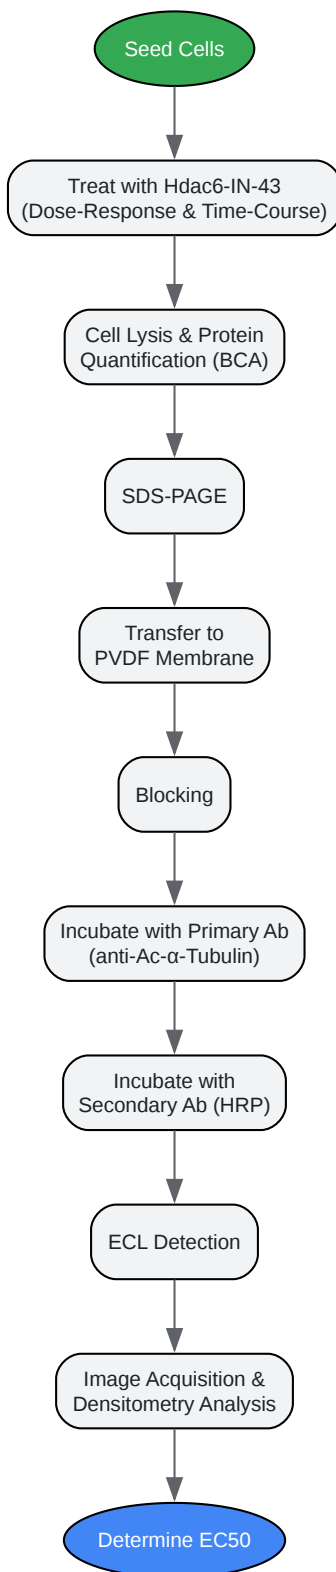 Seed Cells
Treat with Hdac6-IN-43
(Dose-Response & Time-Course)
Cell Lysis & Protein
Quantification (BCA)
SDS-PAGE
Transfer to
PVDF Membrane
Blocking
Incubate with Primary Ab
(anti-Ac-α-Tubulin)
Incubate with
Secondary Ab (HRP)
ECL Detection
Image Acquisition &
Densitometry Analysis
Determine EC50